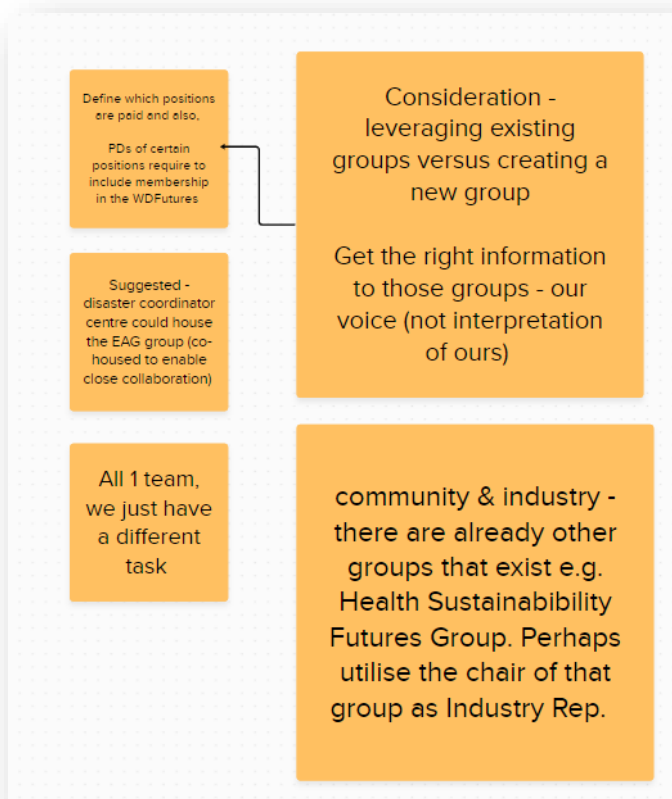 Define which positions
are paid and also,
PDs of certain
positions require to
include membership
in the WDFutures
Consideration -
leveraging existing
groups versus creating a
new group
Get the right information
to those groups - our
voice (not interpretation
of ours)
Suggested -
disaster coordinator
centre could house
the EAG group (co-
housed to enable
close collaboration)
All 1 team,
we just have
a different
task
community & industry -
there are already other
groups that exist e.g.
Health Sustainabibility
Futures Group. Perhaps
utilise the chair of that
group as Industry Rep.